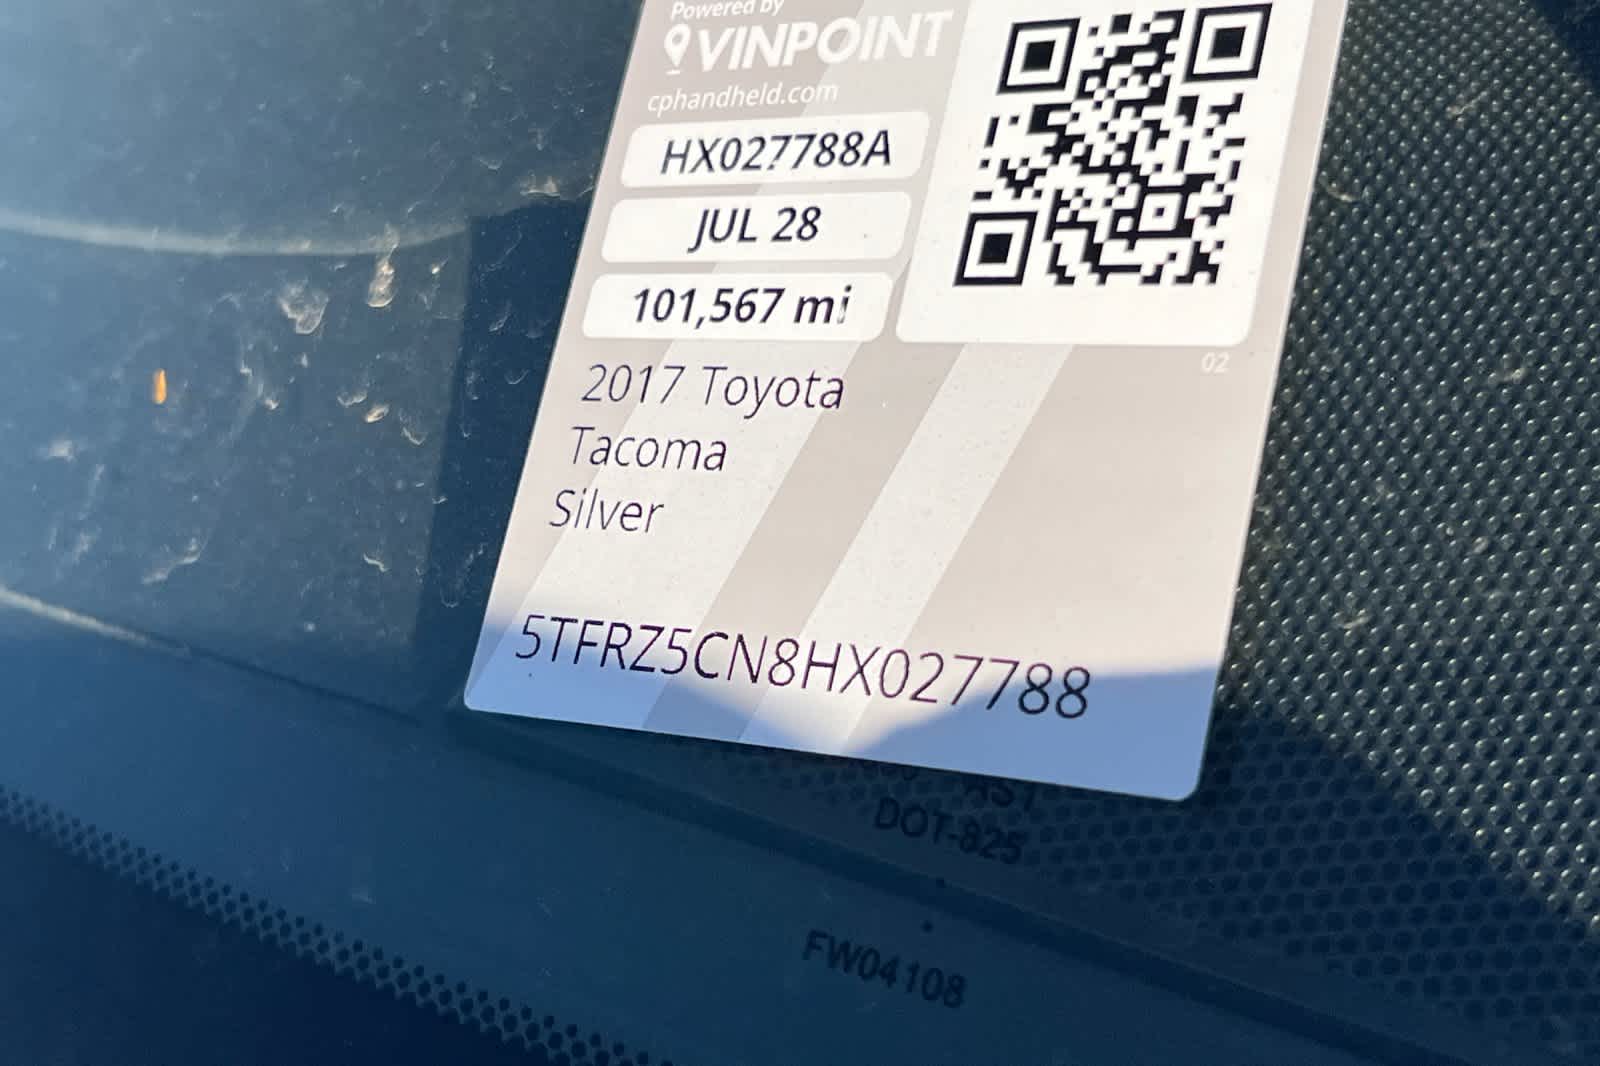 Powered by
VINPOINT
cphandheld.com
HX027788A
JUL 28
101,567 mi
02
2017 Toyota
Tacoma
Silver
5TFRZ5CN8HX027788
AS1
DOT-825
FW04108